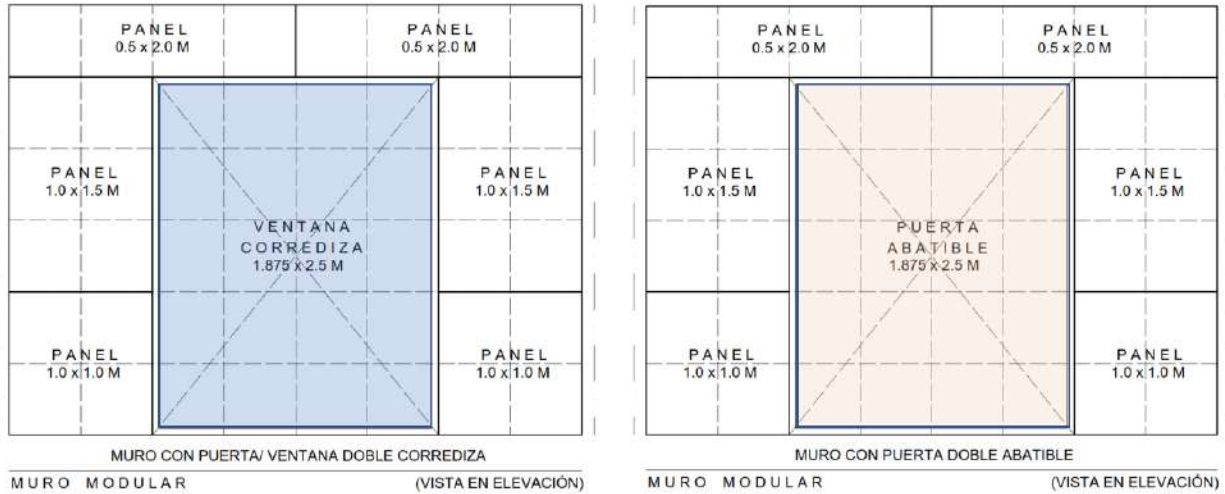 PANEL
0.5 x 2.0 M
PANEL
0.5 x 2.0 M
PANEL
1.0 x 1.5 M
PANEL
1.0 x 1.5 M
VENTANA
CORREDIZA
1.875 x 2.5 M
PANEL
1.0 x 1.0 M
PANEL
1.0 x 1.0 M
MURO CON PUERTA/ VENTANA DOBLE CORREDIZA
MURO MODULAR
(VISTA EN ELEVACIÓN)
PANEL
0.5 x 2.0 M
PANEL
0.5 x 2.0 M
PANEL
1.0 x 1.5 M
PANEL
1.0 x 1.5 M
PUERTA
ABATIBLE
1.875 x 2.5 M
PANEL
1.0 x 1.0 M
PANEL
1.0 x 1.0 M
MURO CON PUERTA DOBLE ABATIBLE
MURO MODULAR
(VISTA EN ELEVACIÓN)